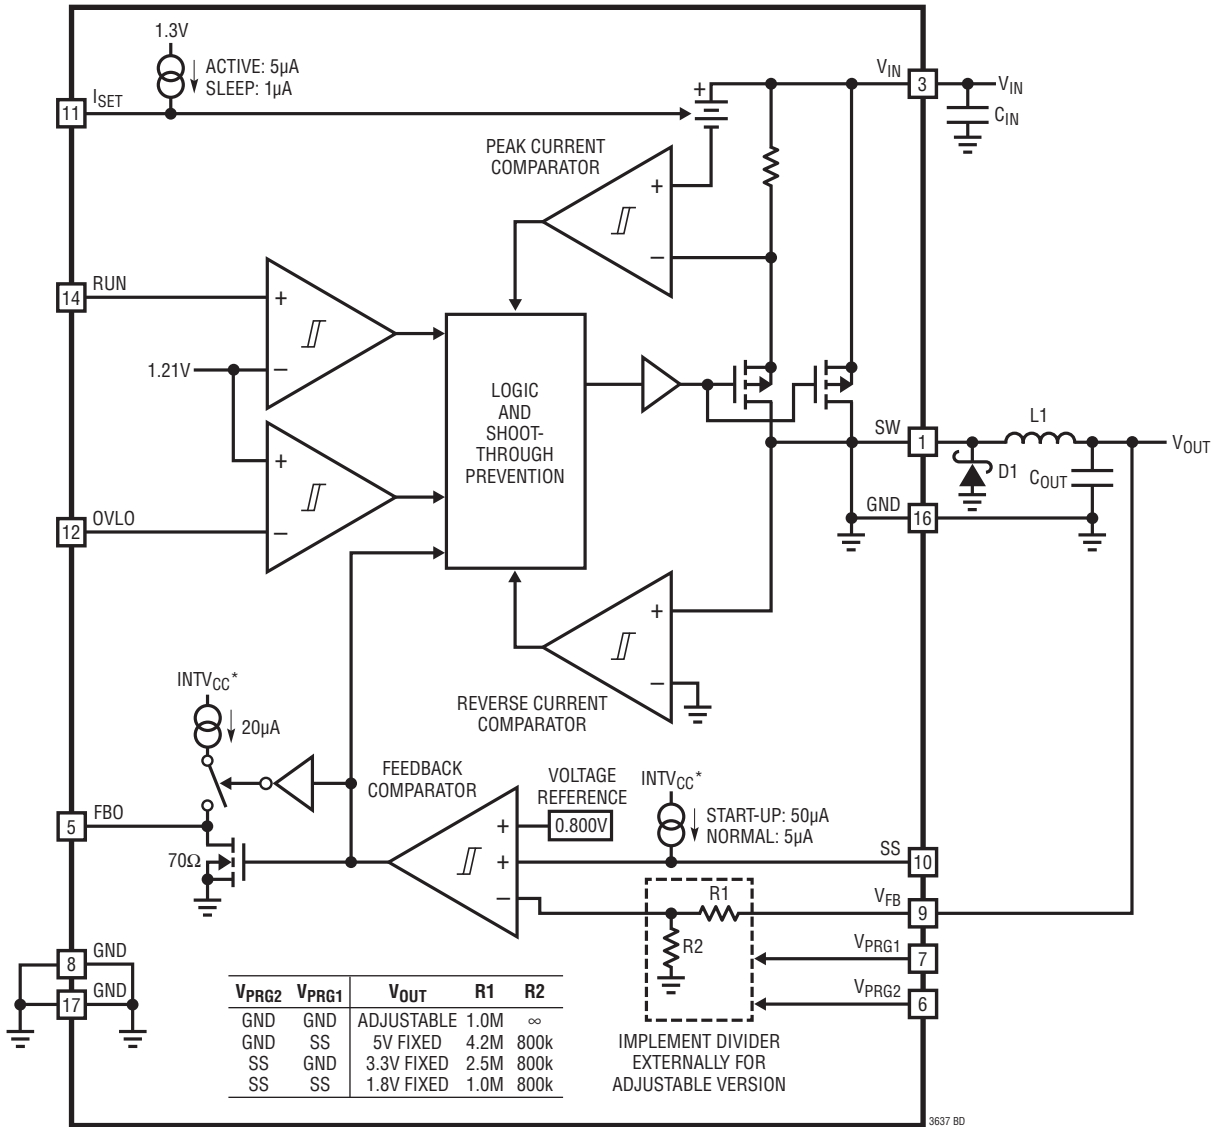 1.3V
ACTIVE: 5µA
SLEEP: 1µA
11
ISET
VIN
3
VIN
CIN
+
PEAK CURRENT
COMPARATOR
+
–
14
RUN
+
1.21V
–
LOGIC
AND
SHOOT-
THROUGH
PREVENTION
+
12
OVLO
–
SW
1
L1
VOUT
D1
COUT
GND
16
+
–
REVERSE CURRENT
COMPARATOR
INTVCC*
20µA
FEEDBACK
COMPARATOR
VOLTAGE
REFERENCE
0.800V
INTVCC*
START-UP: 50µA
NORMAL: 5µA
5
FBO
70Ω
+
+
–
SS
10
R1
R2
VFB
9
VPRG1
7
VPRG2
6
8
GND
17
GND
VPRG2 VPRG1 VOUT R1 R2
GND GND ADJUSTABLE 1.0M ∞
GND SS 5V FIXED 4.2M 800k
SS GND 3.3V FIXED 2.5M 800k
SS SS 1.8V FIXED 1.0M 800k
IMPLEMENT DIVIDER
EXTERNALLY FOR
ADJUSTABLE VERSION
3637 BD